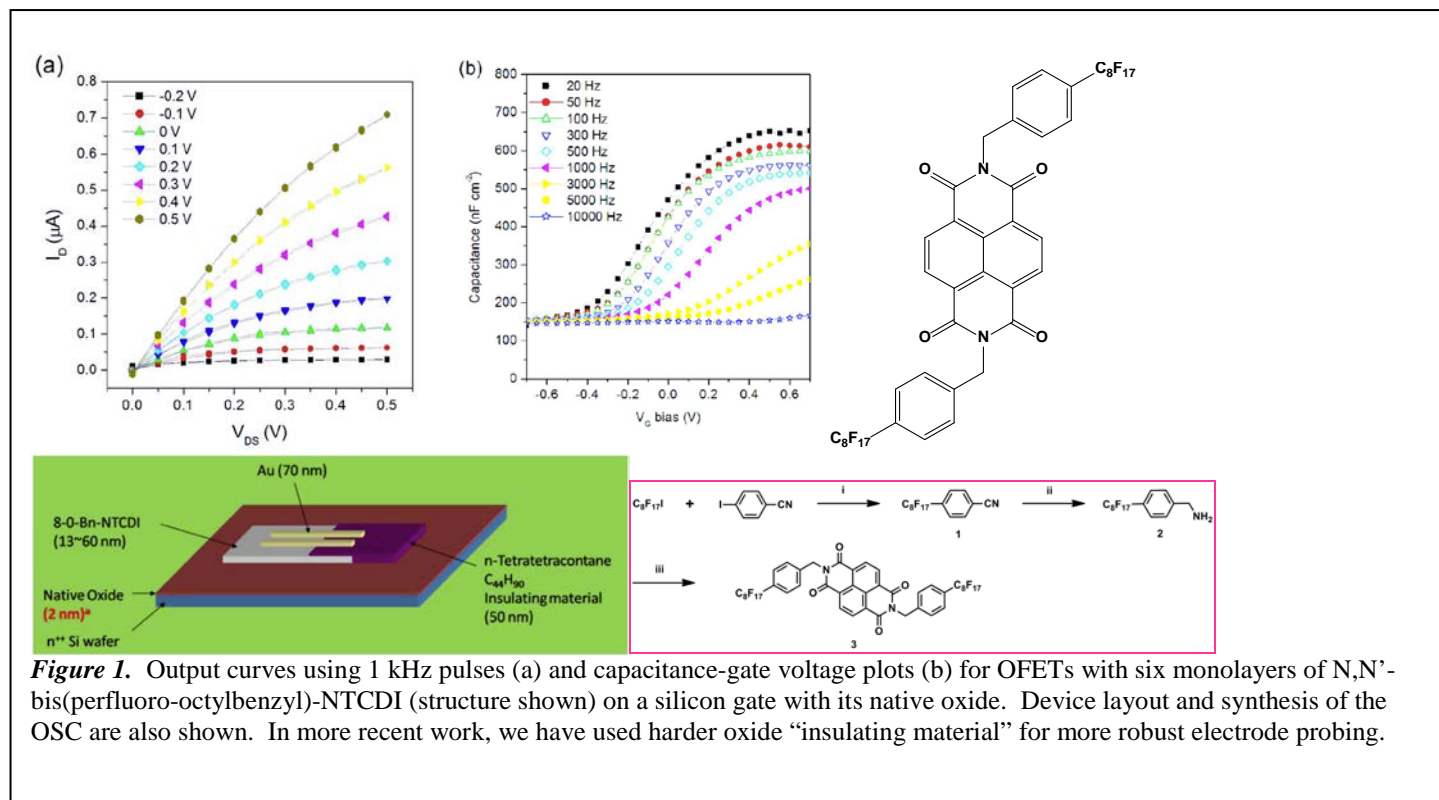 (a)
0.8
0.7
0.6
0.5
0.4
0.3
0.2
0.1
0.0
I_D (µA)
-0.2 V
-0.1 V
0 V
0.1 V
0.2 V
0.3 V
0.4 V
0.5 V
0.0 0.1 0.2 0.3 0.4 0.5
V_DS (V)
(b)
800
700
600
500
400
300
200
100
0
Capacitance (nF cm⁻²)
20 Hz
50 Hz
100 Hz
300 Hz
500 Hz
1000 Hz
3000 Hz
5000 Hz
10000 Hz
-0.6 -0.4 -0.2 0.0 0.2 0.4 0.6
V_G bias (V)
C₈F₁₇
N
O O
O O
N
C₈F₁₇
Au (70 nm)
8-0-Bn-NTCDI
(13~60 nm)
Native Oxide
(2 nm)ᵃ
n⁺⁺ Si wafer
n-Tetratetracontane
C₄₄H₉₀
Insulating material
(50 nm)
C₈F₁₇I + I CN i C₈F₁₇ CN ii C₈F₁₇ NH₂
1 2
iii
C₈F₁₇ N O O O O N C₈F₁₇
3
Figure 1. Output curves using 1 kHz pulses (a) and capacitance-gate voltage plots (b) for OFETs with six monolayers of N,N’-
bis(perfluoro-octylbenzyl)-NTCDI (structure shown) on a silicon gate with its native oxide. Device layout and synthesis of the
OSC are also shown. In more recent work, we have used harder oxide “insulating material” for more robust electrode probing.